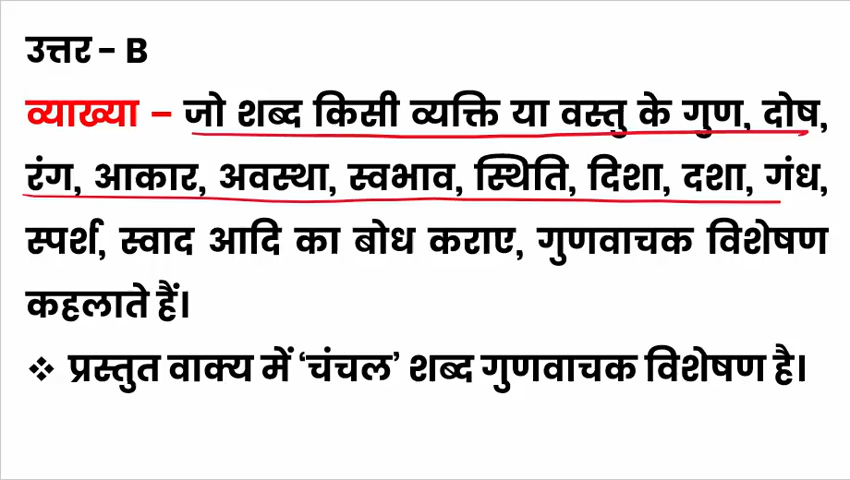 उत्तर - B
व्याख्या – जो शब्द किसी व्यक्ति या वस्तु के गुण, दोष,
रंग, आकार, अवस्था, स्वभाव, स्थिति, दिशा, दशा, गंध,
स्पर्श, स्वाद आदि का बोध कराए, गुणवाचक विशेषण
कहलाते हैं।
❖ प्रस्तुत वाक्य में ‘चंचल’ शब्द गुणवाचक विशेषण है।